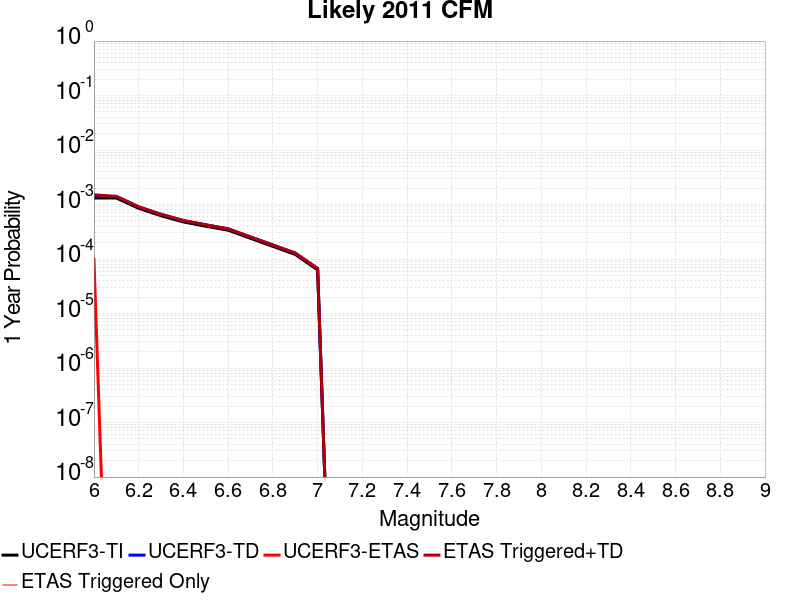 Likely 2011 CFM
10^0
10^-1
10^-2
10^-3
10^-4
10^-5
10^-6
10^-7
10^-8
1 Year Probability
6 6.2 6.4 6.6 6.8 7 7.2 7.4 7.6 7.8 8 8.2 8.4 8.6 8.8 9
Magnitude
UCERF3-TI UCERF3-TD UCERF3-ETAS ETAS Triggered+TD
ETAS Triggered Only